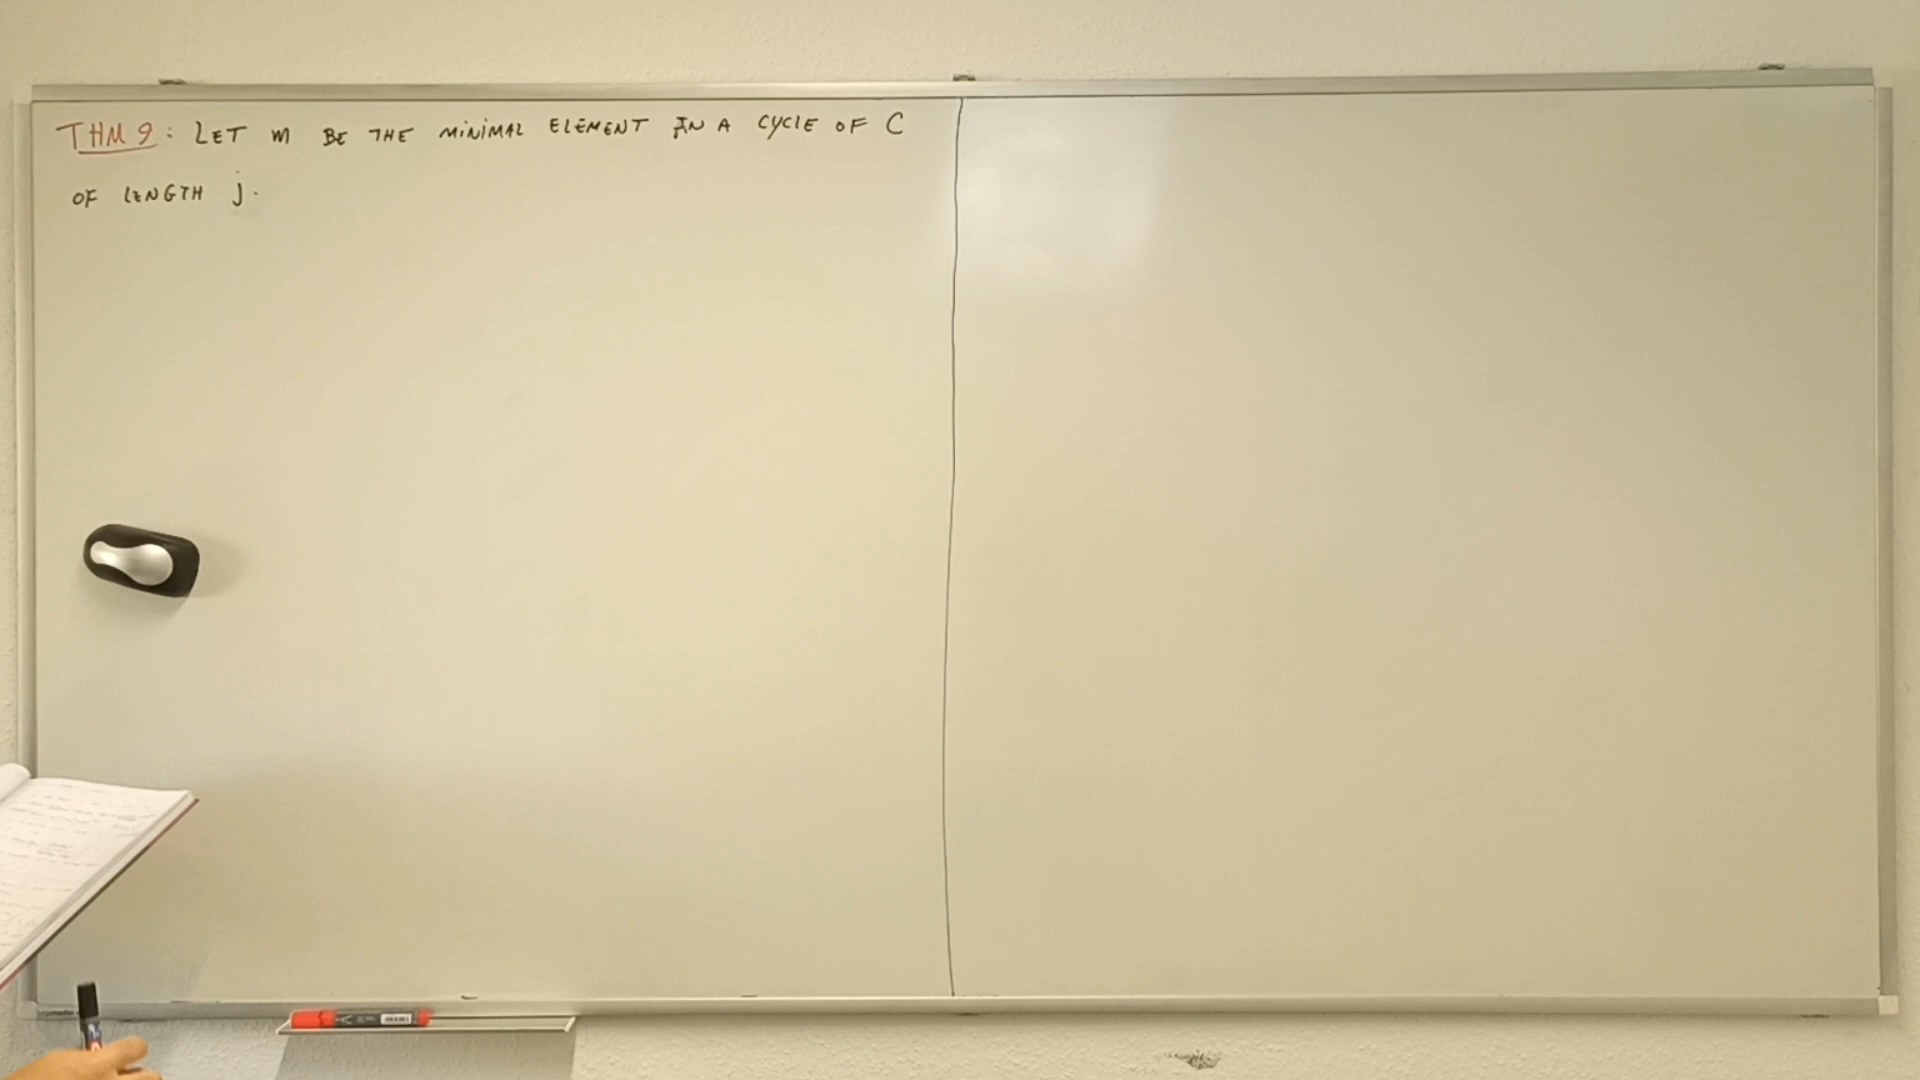 THM 9: LET m BE THE MINIMAL ELEMENT IN A CYCLE OF C
OF LENGTH j.